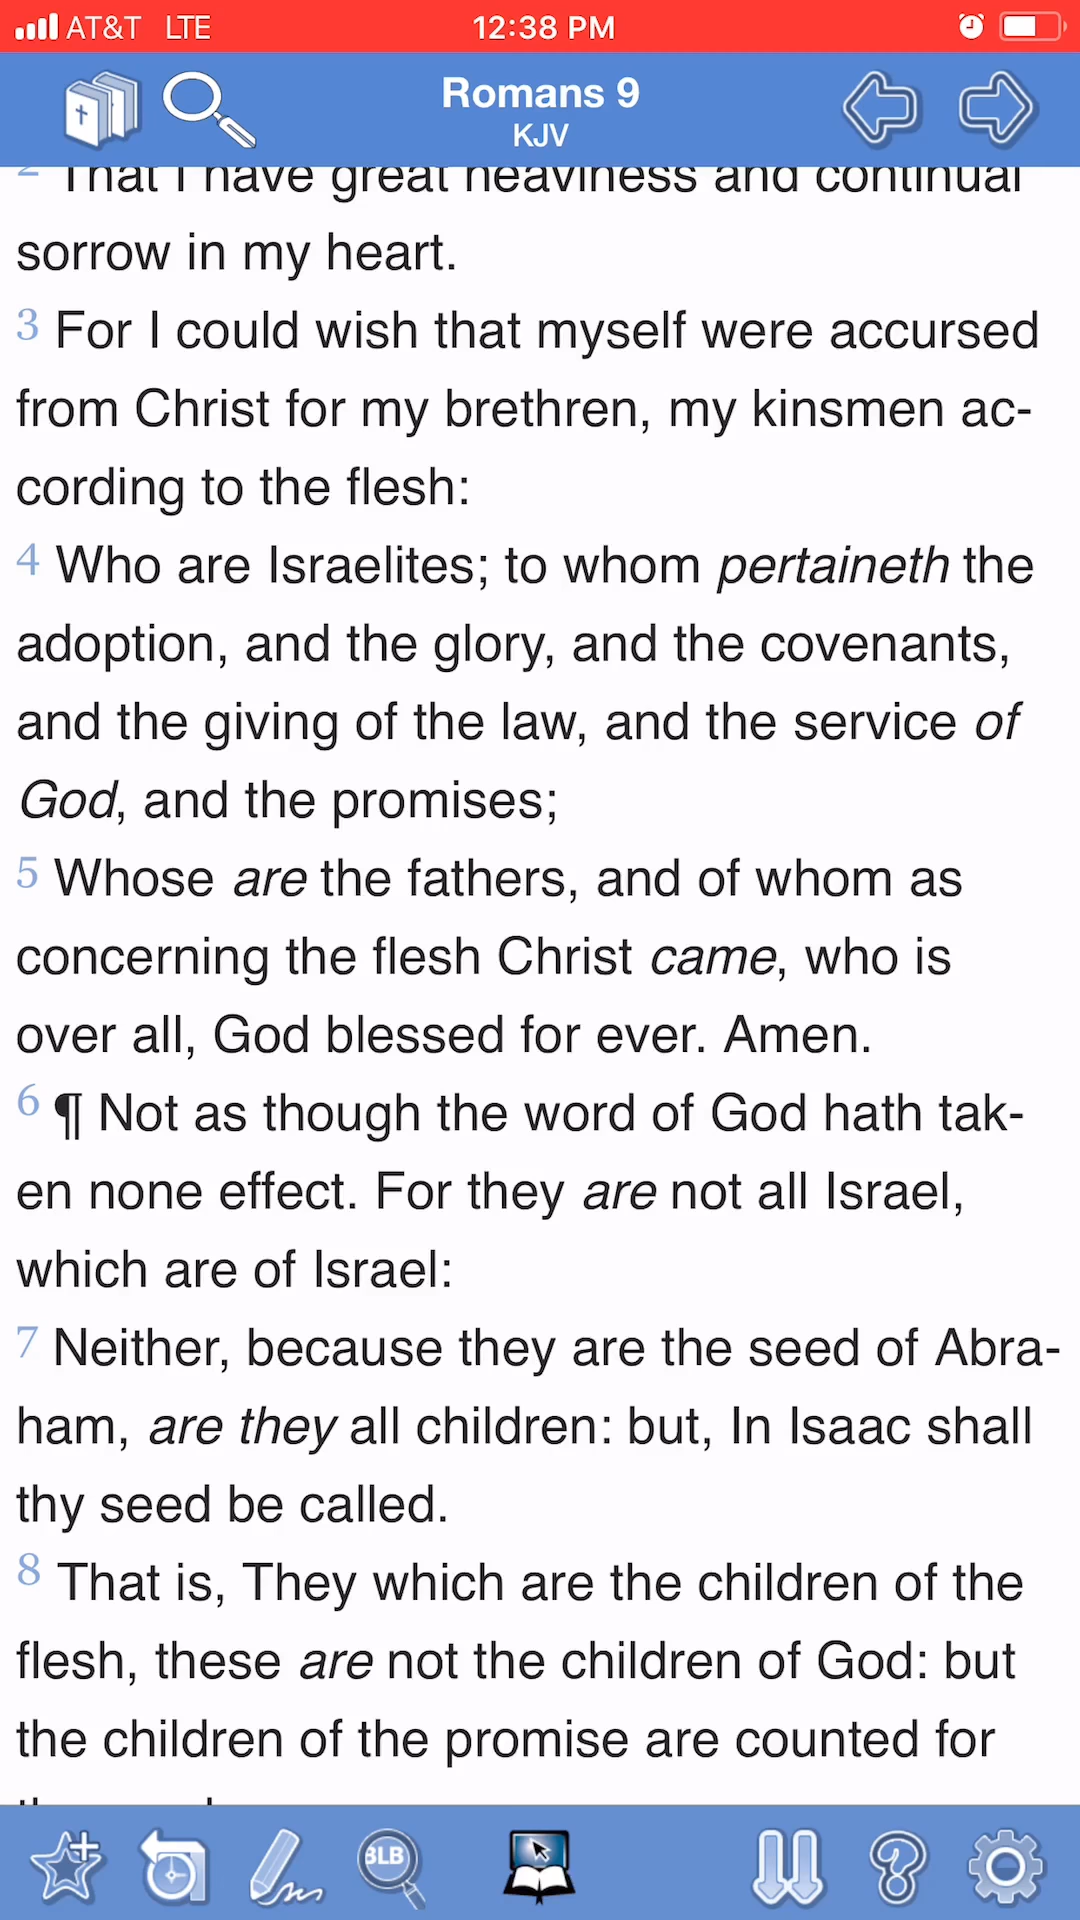 AT&T LTE 12:38 PM
Romans 9
KJV
2 That I have great heaviness and continual
sorrow in my heart.
3 For I could wish that myself were accursed
from Christ for my brethren, my kinsmen ac-
cording to the flesh:
4 Who are Israelites; to whom pertaineth the
adoption, and the glory, and the covenants,
and the giving of the law, and the service of
God, and the promises;
5 Whose are the fathers, and of whom as
concerning the flesh Christ came, who is
over all, God blessed for ever. Amen.
6 ¶ Not as though the word of God hath tak-
en none effect. For they are not all Israel,
which are of Israel:
7 Neither, because they are the seed of Abra-
ham, are they all children: but, In Isaac shall
thy seed be called.
8 That is, They which are the children of the
flesh, these are not the children of God: but
the children of the promise are counted for
BLB